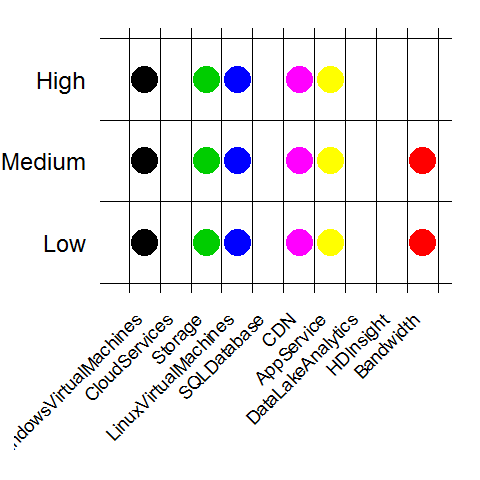 High
Medium
Low
ndowsVirtualMachines
CloudServices
Storage
LinuxVirtualMachines
SQLDatabase
CDN
AppService
DataLakeAnalytics
HDInsight
Bandwidth